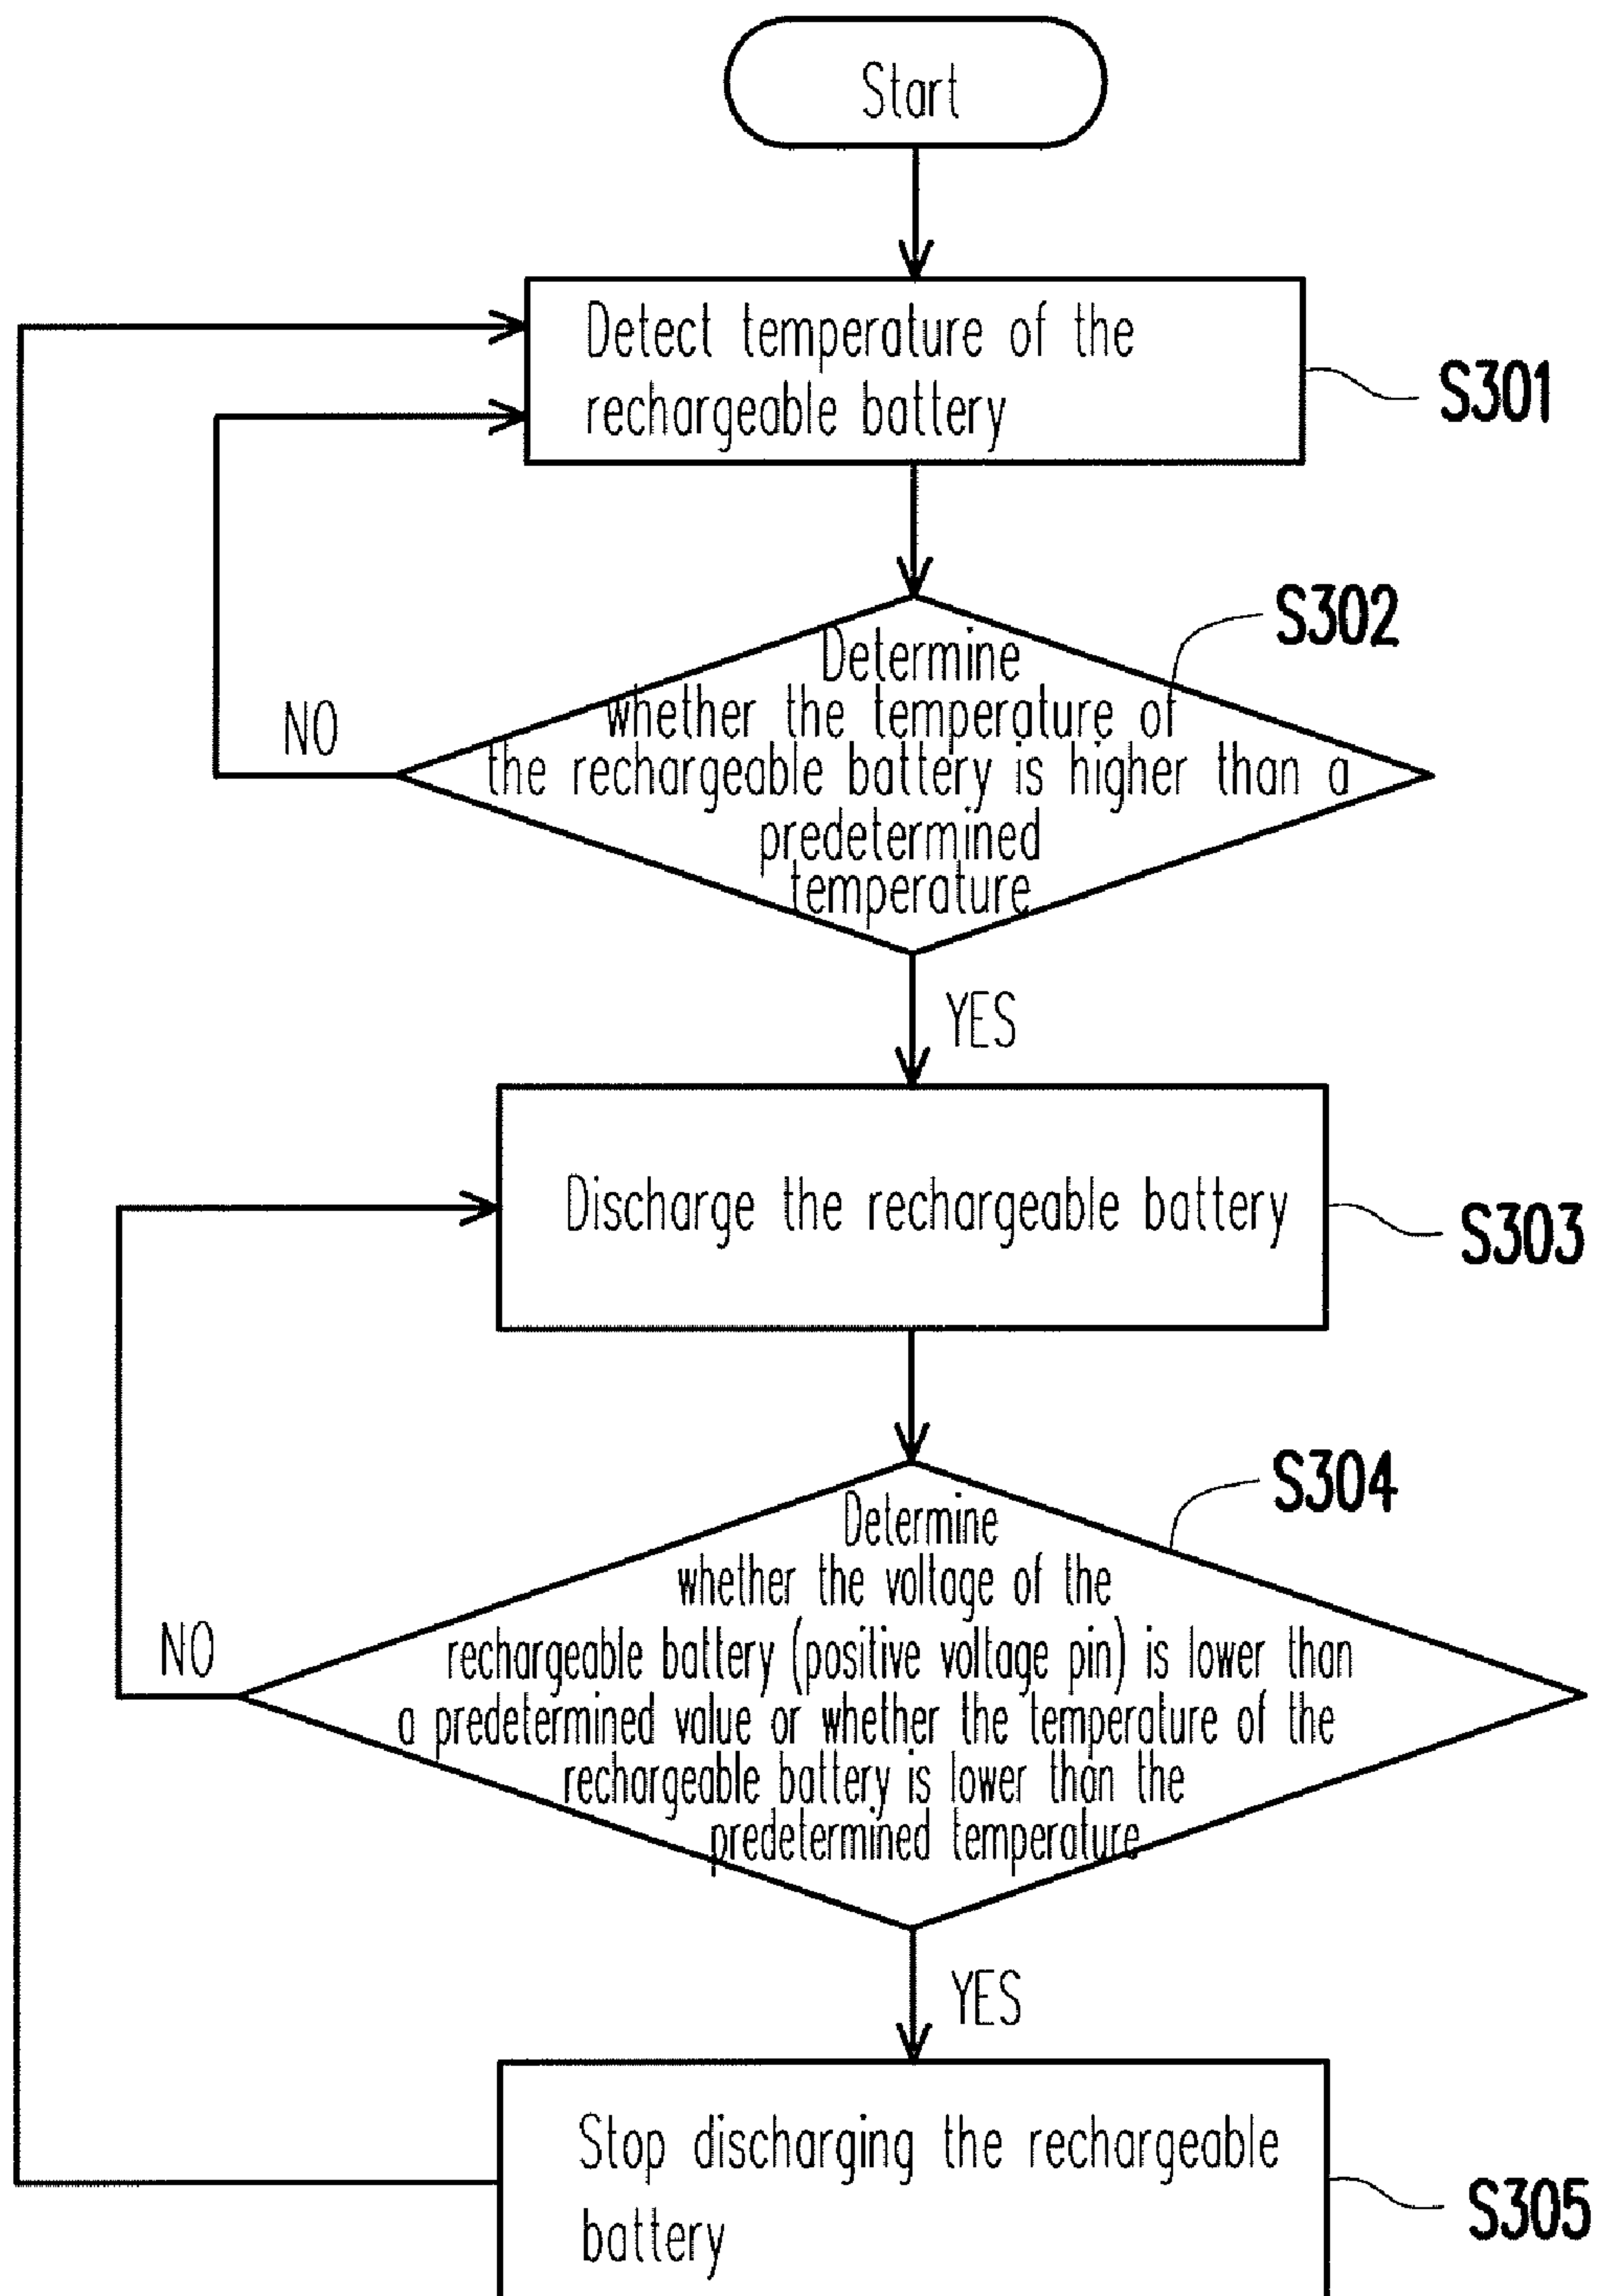 Start
Detect temperature of the
rechargeable battery
S301
S302
Determine
whether the temperature of
the rechargeable battery is higher than a
predetermined
temperature
NO
YES
Discharge the rechargeable battery
S303
S304
Determine
whether the voltage of the
rechargeable battery (positive voltage pin) is lower than
a predetermined value or whether the temperature of the
rechargeable battery is lower than the
predetermined temperature
NO
YES
Stop discharging the rechargeable
battery
S305